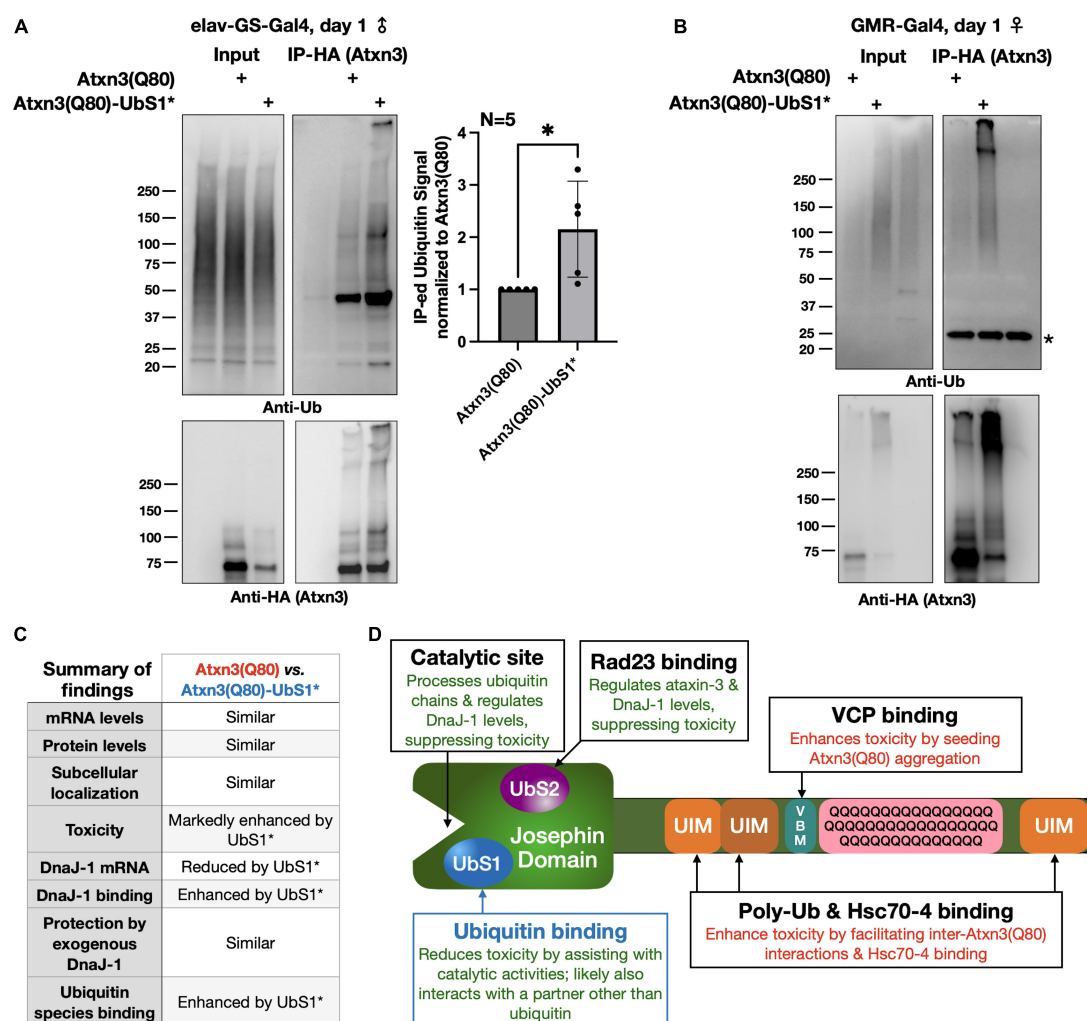 A
elav-GS-Gal4, day 1 ♂
Input IP-HA (Atxn3)
Atxn3(Q80) + +
Atxn3(Q80)-UbS1* + +
250
150
100
75
50
37
25
20
Anti-Ub
250
150
100
75
Anti-HA (Atxn3)
N=5
*
IP-ed Ubiquitin Signal
normalized to Atxn3(Q80)
4
3
2
1
0
Atxn3(Q80)
Atxn3(Q80)-UbS1*
B
GMR-Gal4, day 1 ♀
Input IP-HA (Atxn3)
Atxn3(Q80) + +
Atxn3(Q80)-UbS1* + +
250
150
100
75
50
37
25
20
*
Anti-Ub
250
150
100
75
Anti-HA (Atxn3)
C
Summary of
findings
Atxn3(Q80) vs.
Atxn3(Q80)-UbS1*
mRNA levels Similar
Protein levels Similar
Subcellular
localization
Similar
Toxicity
Markedly enhanced by
UbS1*
DnaJ-1 mRNA Reduced by UbS1*
DnaJ-1 binding Enhanced by UbS1*
Protection by
exogenous
DnaJ-1
Similar
Ubiquitin
species binding
Enhanced by UbS1*
D
Catalytic site
Processes ubiquitin
chains & regulates
DnaJ-1 levels,
suppressing toxicity
Rad23 binding
Regulates ataxin-3 &
DnaJ-1 levels,
suppressing toxicity
VCP binding
Enhances toxicity by seeding
Atxn3(Q80) aggregation
UbS2
Josephin
Domain
UbS1
UIM
UIM
V
B
M
QQQQQQQQQQQQQQQQ
QQQQQQQQQQQQQQQQQ
QQQQQQQQQQQQQQ
UIM
Ubiquitin binding
Reduces toxicity by assisting with
catalytic activities; likely also
interacts with a partner other than
ubiquitin
Poly-Ub & Hsc70-4 binding
Enhance toxicity by facilitating inter-Atxn3(Q80)
interactions & Hsc70-4 binding